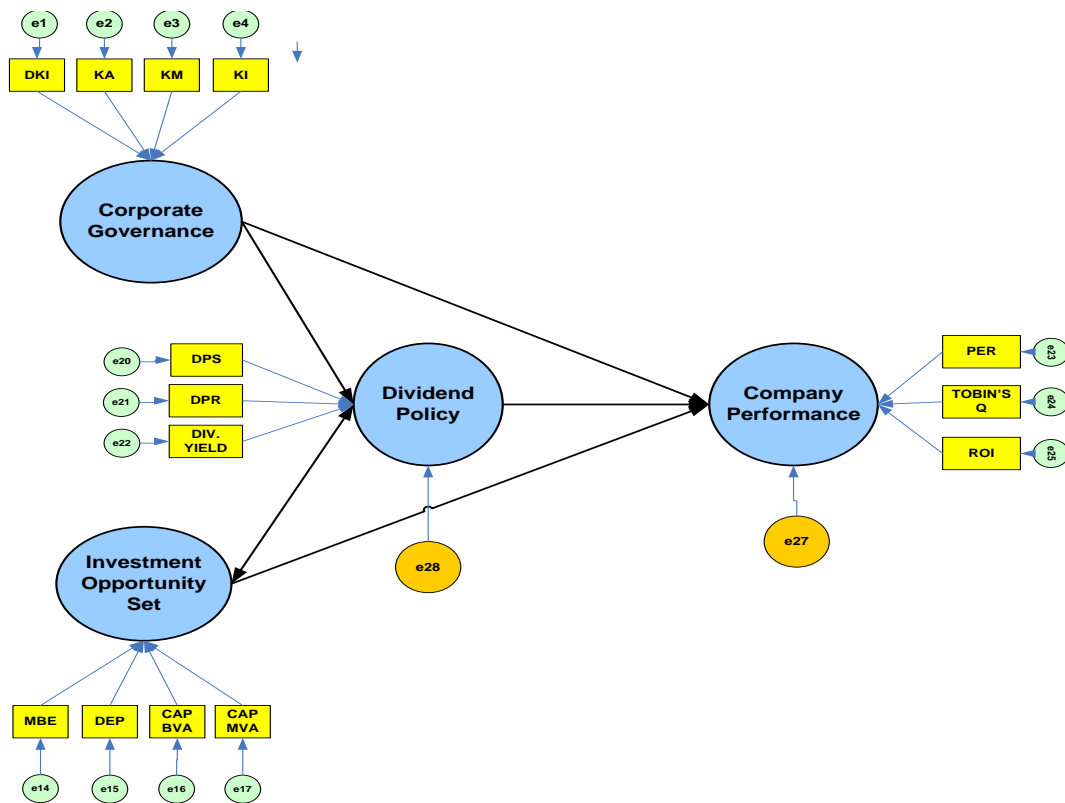 e1 e2 e3 e4
DKI KA KM KI
Corporate
Governance
e20 DPS
e21 DPR
e22 DIV.
YIELD
Dividend
Policy
Company
Performance
PER e23
TOBIN'S
Q e24
ROI e25
e28
e27
Investment
Opportunity
Set
MBE DEP CAP
BVA CAP
MVA
e14 e15 e16 e17